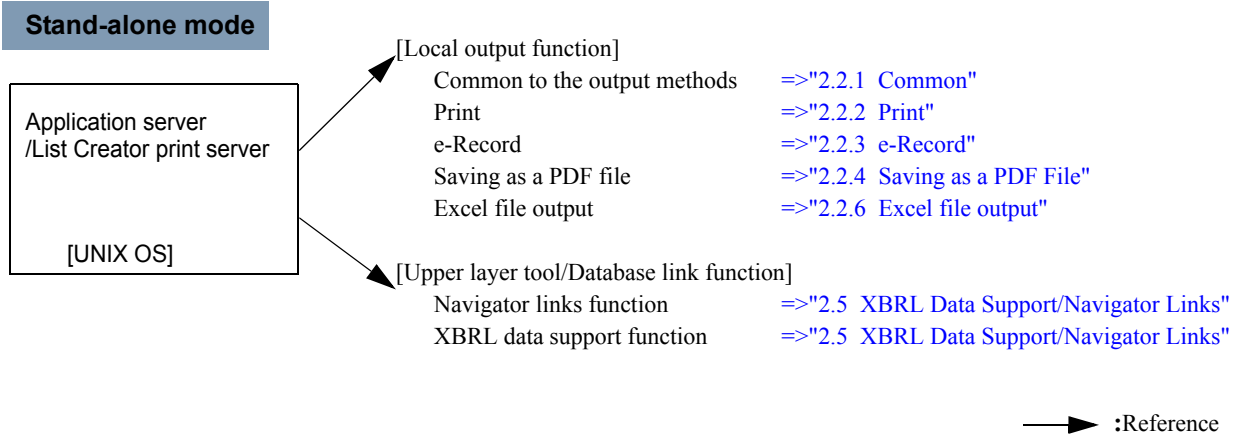 Stand-alone mode
Application server
/List Creator print server
[UNIX OS]
[Local output function]
Common to the output methods =>"2.2.1 Common"
Print =>"2.2.2 Print"
e-Record =>"2.2.3 e-Record"
Saving as a PDF file =>"2.2.4 Saving as a PDF File"
Excel file output =>"2.2.6 Excel file output"
[Upper layer tool/Database link function]
Navigator links function =>"2.5 XBRL Data Support/Navigator Links"
XBRL data support function =>"2.5 XBRL Data Support/Navigator Links"
:Reference